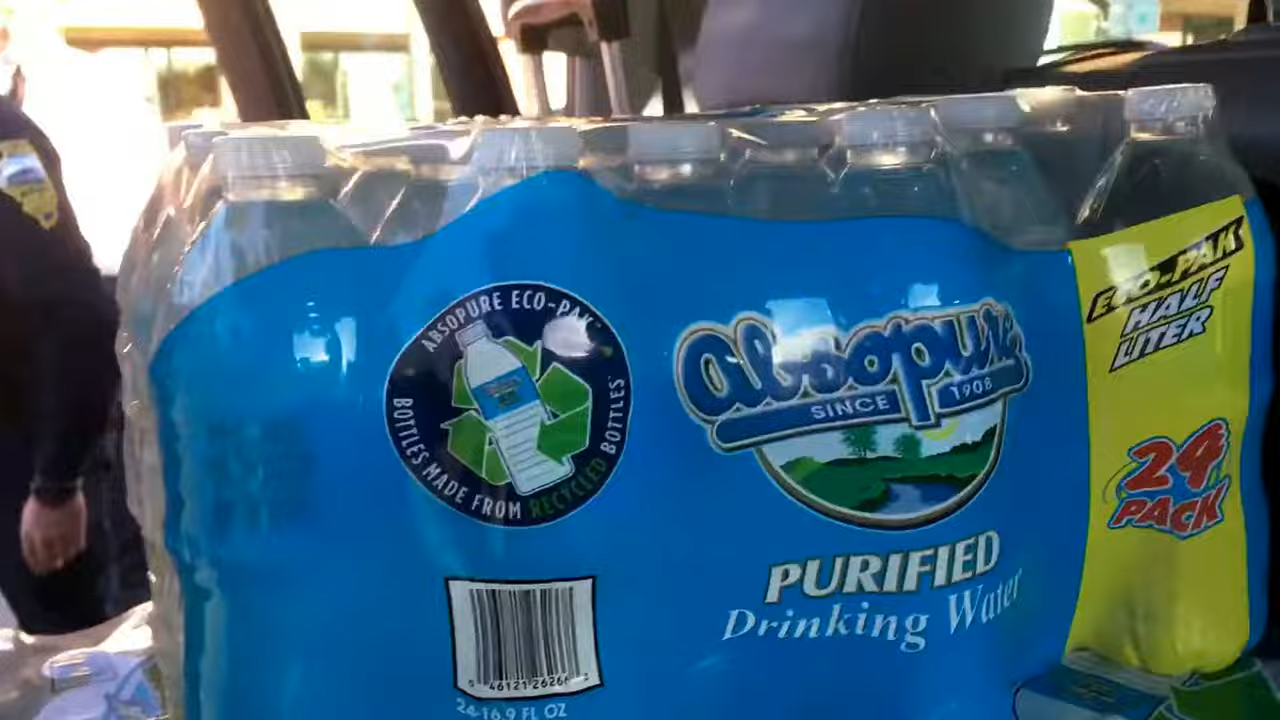 ABSOPURE ECO-PAK
BOTTLES MADE FROM RECYCLED BOTTLES
absopure
SINCE 1908
PURIFIED
Drinking Water
ECO-PAK
HALF
LITER
24
PACK
24-16.9 FL OZ